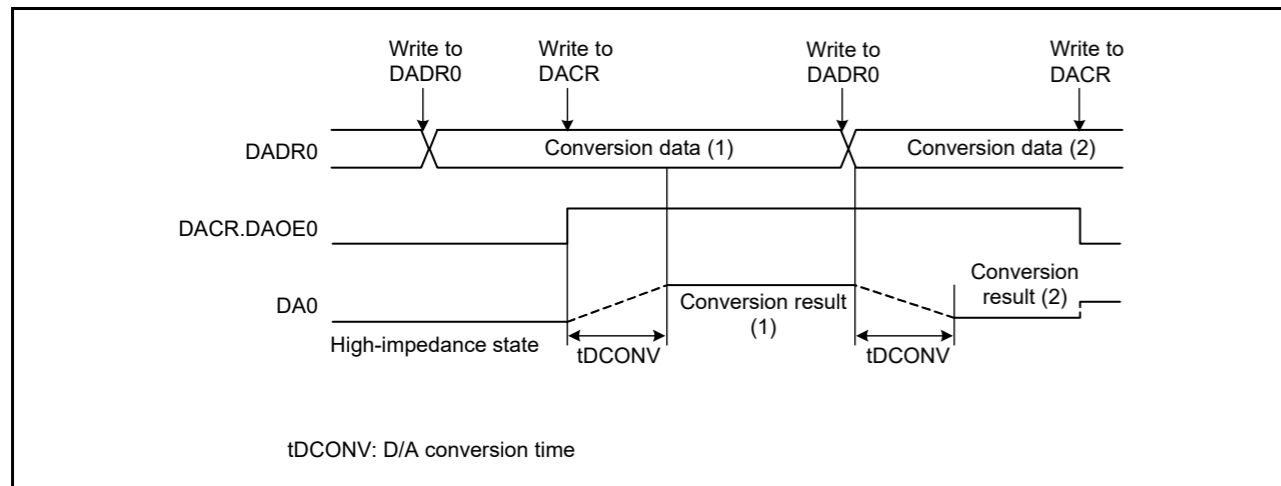 Write to
DADR0
Write to
DACR
Write to
DADR0
Write to
DACR
DADR0
Conversion data (1)
Conversion data (2)
DACR.DAOE0
DA0
Conversion result
(1)
Conversion
result (2)
High-impedance state
tDCONV
tDCONV
tDCONV: D/A conversion time